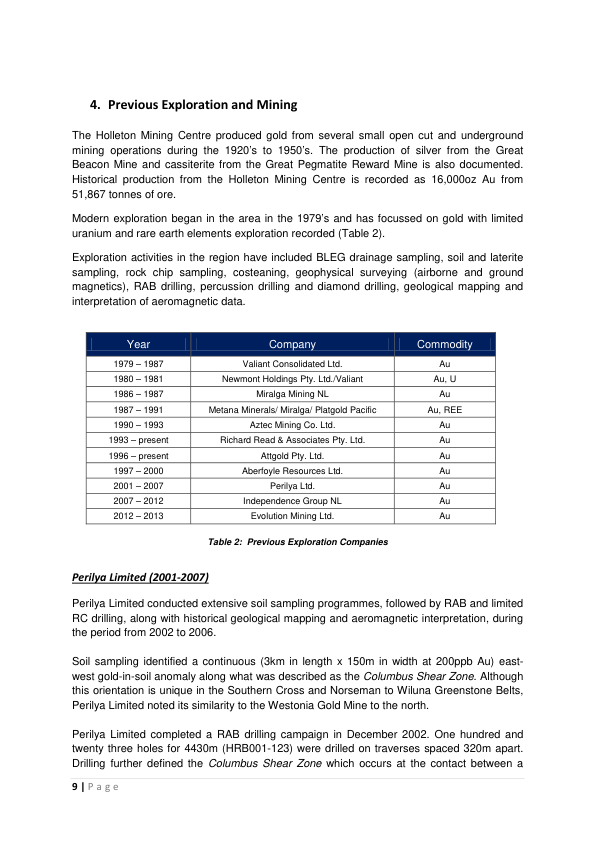 4. Previous Exploration and Mining
The Holleton Mining Centre produced gold from several small open cut and underground
mining operations during the 1920's to 1950's. The production of silver from the Great
Beacon Mine and cassiterite from the Great Pegmatite Reward Mine is also documented.
Historical production from the Holleton Mining Centre is recorded as 16,000oz Au from
51,867 tonnes of ore.
Modern exploration began in the area in the 1979's and has focussed on gold with limited
uranium and rare earth elements exploration recorded (Table 2).
Exploration activities in the region have included BLEG drainage sampling, soil and laterite
sampling, rock chip sampling, costeaning, geophysical surveying (airborne and ground
magnetics), RAB drilling, percussion drilling and diamond drilling, geological mapping and
interpretation of aeromagnetic data.
Year Company Commodity
1979 – 1987 Valiant Consolidated Ltd. Au
1980 – 1981 Newmont Holdings Pty. Ltd./Valiant Au, U
1986 – 1987 Miralga Mining NL Au
1987 – 1991 Metana Minerals/ Miralga/ Platgold Pacific Au, REE
1990 – 1993 Aztec Mining Co. Ltd. Au
1993 – present Richard Read & Associates Pty. Ltd. Au
1996 – present Attgold Pty. Ltd. Au
1997 – 2000 Aberfoyle Resources Ltd. Au
2001 – 2007 Perilya Ltd. Au
2007 – 2012 Independence Group NL Au
2012 – 2013 Evolution Mining Ltd. Au
Table 2: Previous Exploration Companies
Perilya Limited (2001-2007)
Perilya Limited conducted extensive soil sampling programmes, followed by RAB and limited
RC drilling, along with historical geological mapping and aeromagnetic interpretation, during
the period from 2002 to 2006.
Soil sampling identified a continuous (3km in length x 150m in width at 200ppb Au) east-
west gold-in-soil anomaly along what was described as the Columbus Shear Zone. Although
this orientation is unique in the Southern Cross and Norseman to Wiluna Greenstone Belts,
Perilya Limited noted its similarity to the Westonia Gold Mine to the north.
Perilya Limited completed a RAB drilling campaign in December 2002. One hundred and
twenty three holes for 4430m (HRB001-123) were drilled on traverses spaced 320m apart.
Drilling further defined the Columbus Shear Zone which occurs at the contact between a
9 | Page